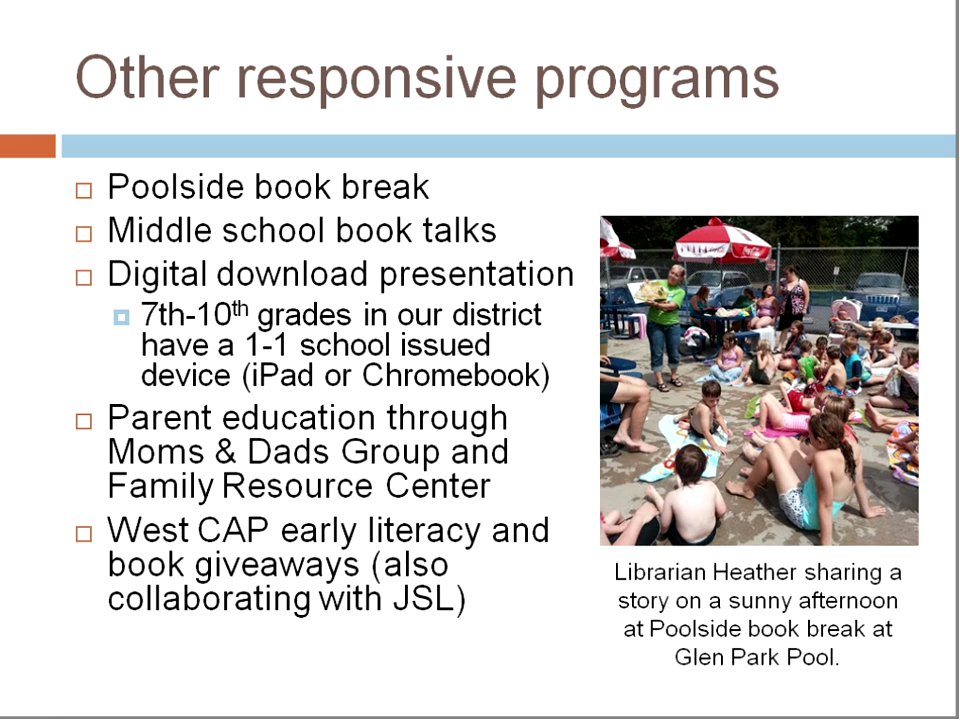 Other responsive programs
Poolside book break
Middle school book talks
Digital download presentation
7th-10th grades in our district
have a 1-1 school issued
device (iPad or Chromebook)
Parent education through
Moms & Dads Group and
Family Resource Center
West CAP early literacy and
book giveaways (also
collaborating with JSL)
Coca-Cola
Librarian Heather sharing a
story on a sunny afternoon
at Poolside book break at
Glen Park Pool.